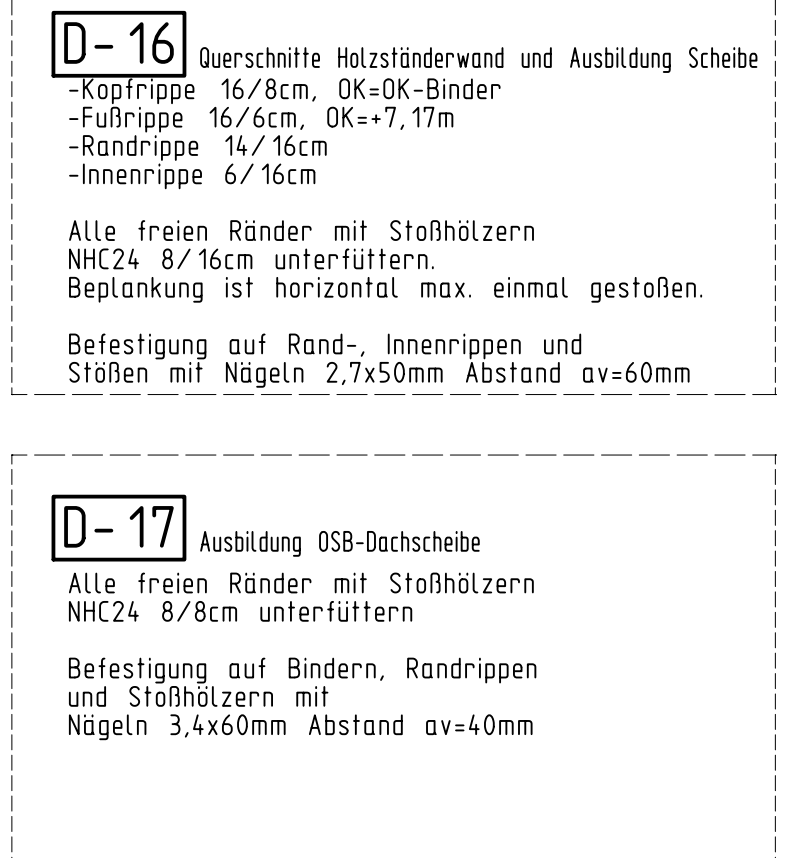 D-16 Querschnitte Holzständerwand und Ausbildung Scheibe
-Kopfrippe 16/8cm, OK=OK-Binder
-Fußrippe 16/6cm, OK=+7,17m
-Randrippe 14/16cm
-Innenrippe 6/16cm
Alle freien Ränder mit Stoßhölzern
NHC24 8/16cm unterfüttern.
Beplankung ist horizontal max. einmal gestoßen.
Befestigung auf Rand-, Innenrippen und
Stößen mit Nägeln 2,7x50mm Abstand av=60mm
D-17 Ausbildung OSB-Dachscheibe
Alle freien Ränder mit Stoßhölzern
NHC24 8/8cm unterfüttern
Befestigung auf Bindern, Randrippen
und Stoßhölzern mit
Nägeln 3,4x60mm Abstand av=40mm